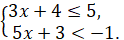 {3x + 4 ≤ 5,
5x + 3 < −1.